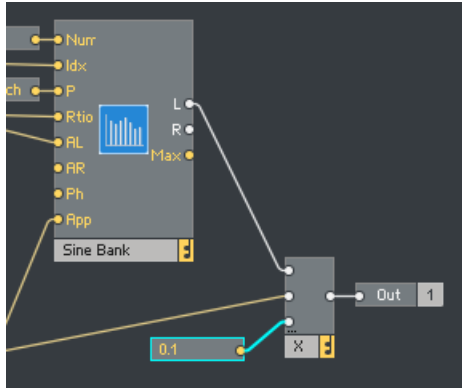 Num
Idx
ch
P
Rtio
AL
AR
Ph
App
L
R
Max
Sine Bank
Out 1
0.1
...
X